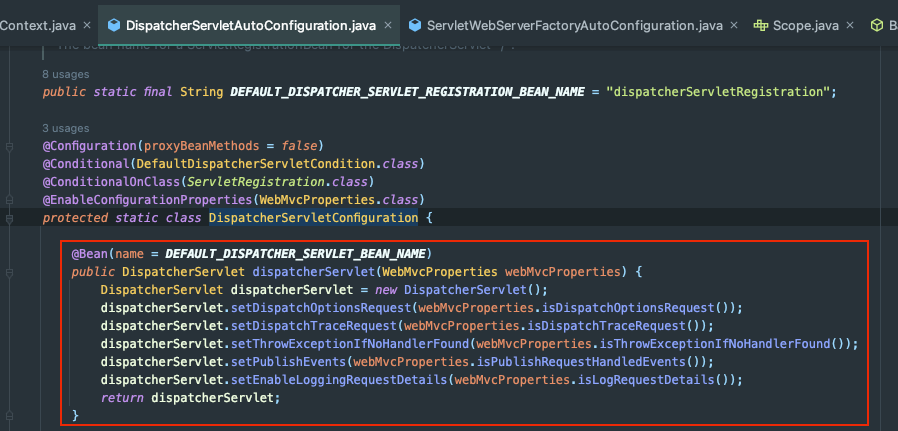 Context.java
DispatcherServletAutoConfiguration.java
ServletWebServerFactoryAutoConfiguration.java
Scope.java
B
8 usages
public static final String DEFAULT_DISPATCHER_SERVLET_REGISTRATION_BEAN_NAME = "dispatcherServletRegistration";
3 usages
@Configuration(proxyBeanMethods = false)
@Conditional(DefaultDispatcherServletCondition.class)
@ConditionalOnClass(ServletRegistration.class)
@EnableConfigurationProperties(WebMvcProperties.class)
protected static class DispatcherServletConfiguration {
@Bean(name = DEFAULT_DISPATCHER_SERVLET_BEAN_NAME)
public DispatcherServlet dispatcherServlet(WebMvcProperties webMvcProperties) {
DispatcherServlet dispatcherServlet = new DispatcherServlet();
dispatcherServlet.setDispatchOptionsRequest(webMvcProperties.isDispatchOptionsRequest());
dispatcherServlet.setDispatchTraceRequest(webMvcProperties.isDispatchTraceRequest());
dispatcherServlet.setThrowExceptionIfNoHandlerFound(webMvcProperties.isThrowExceptionIfNoHandlerFound());
dispatcherServlet.setPublishEvents(webMvcProperties.isPublishRequestHandledEvents());
dispatcherServlet.setEnableLoggingRequestDetails(webMvcProperties.isLogRequestDetails());
return dispatcherServlet;
}